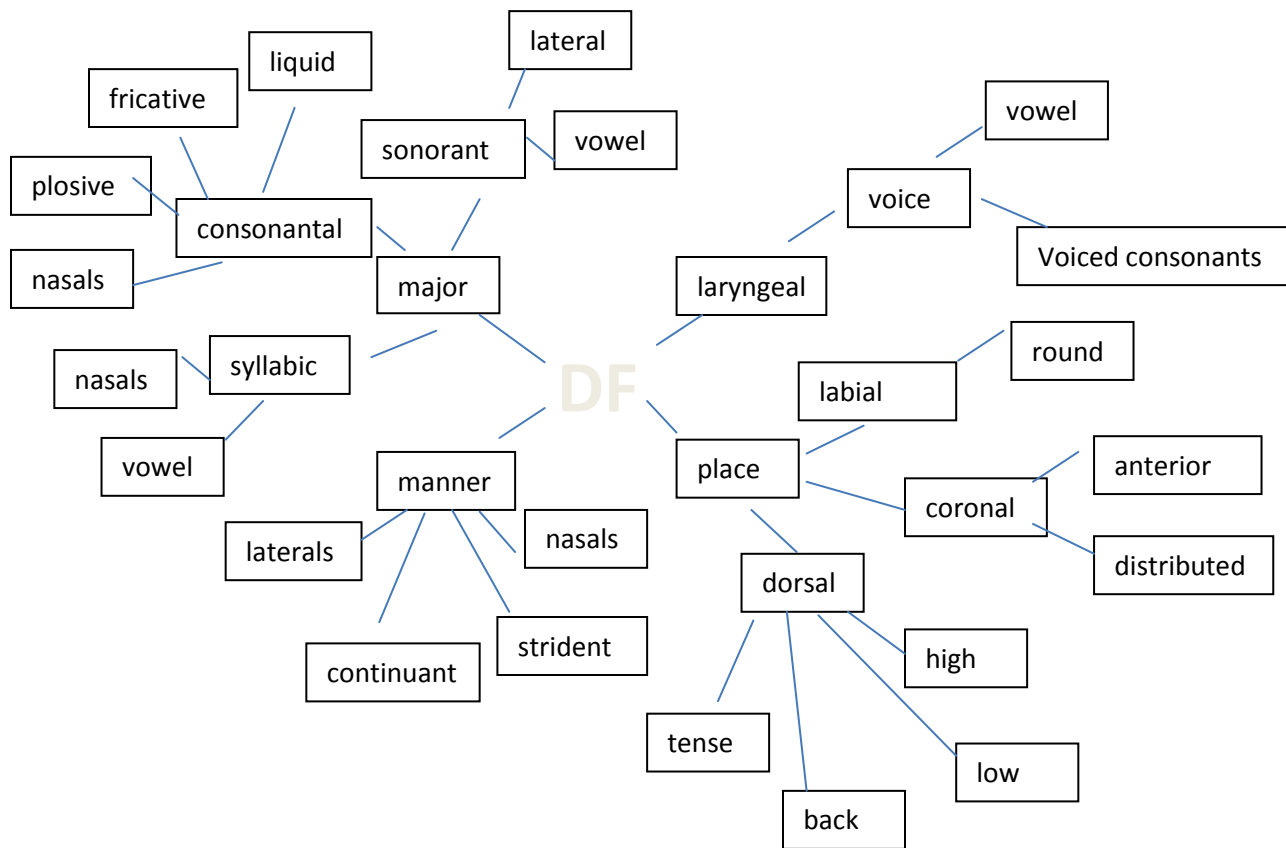 lateral
liquid
fricative
vowel
sonorant
vowel
plosive
voice
consonantal
Voiced consonants
nasals
major
laryngeal
round
syllabic
nasals
DF
labial
vowel
place
anterior
manner
coronal
nasals
laterals
distributed
dorsal
strident
high
continuant
tense
low
back